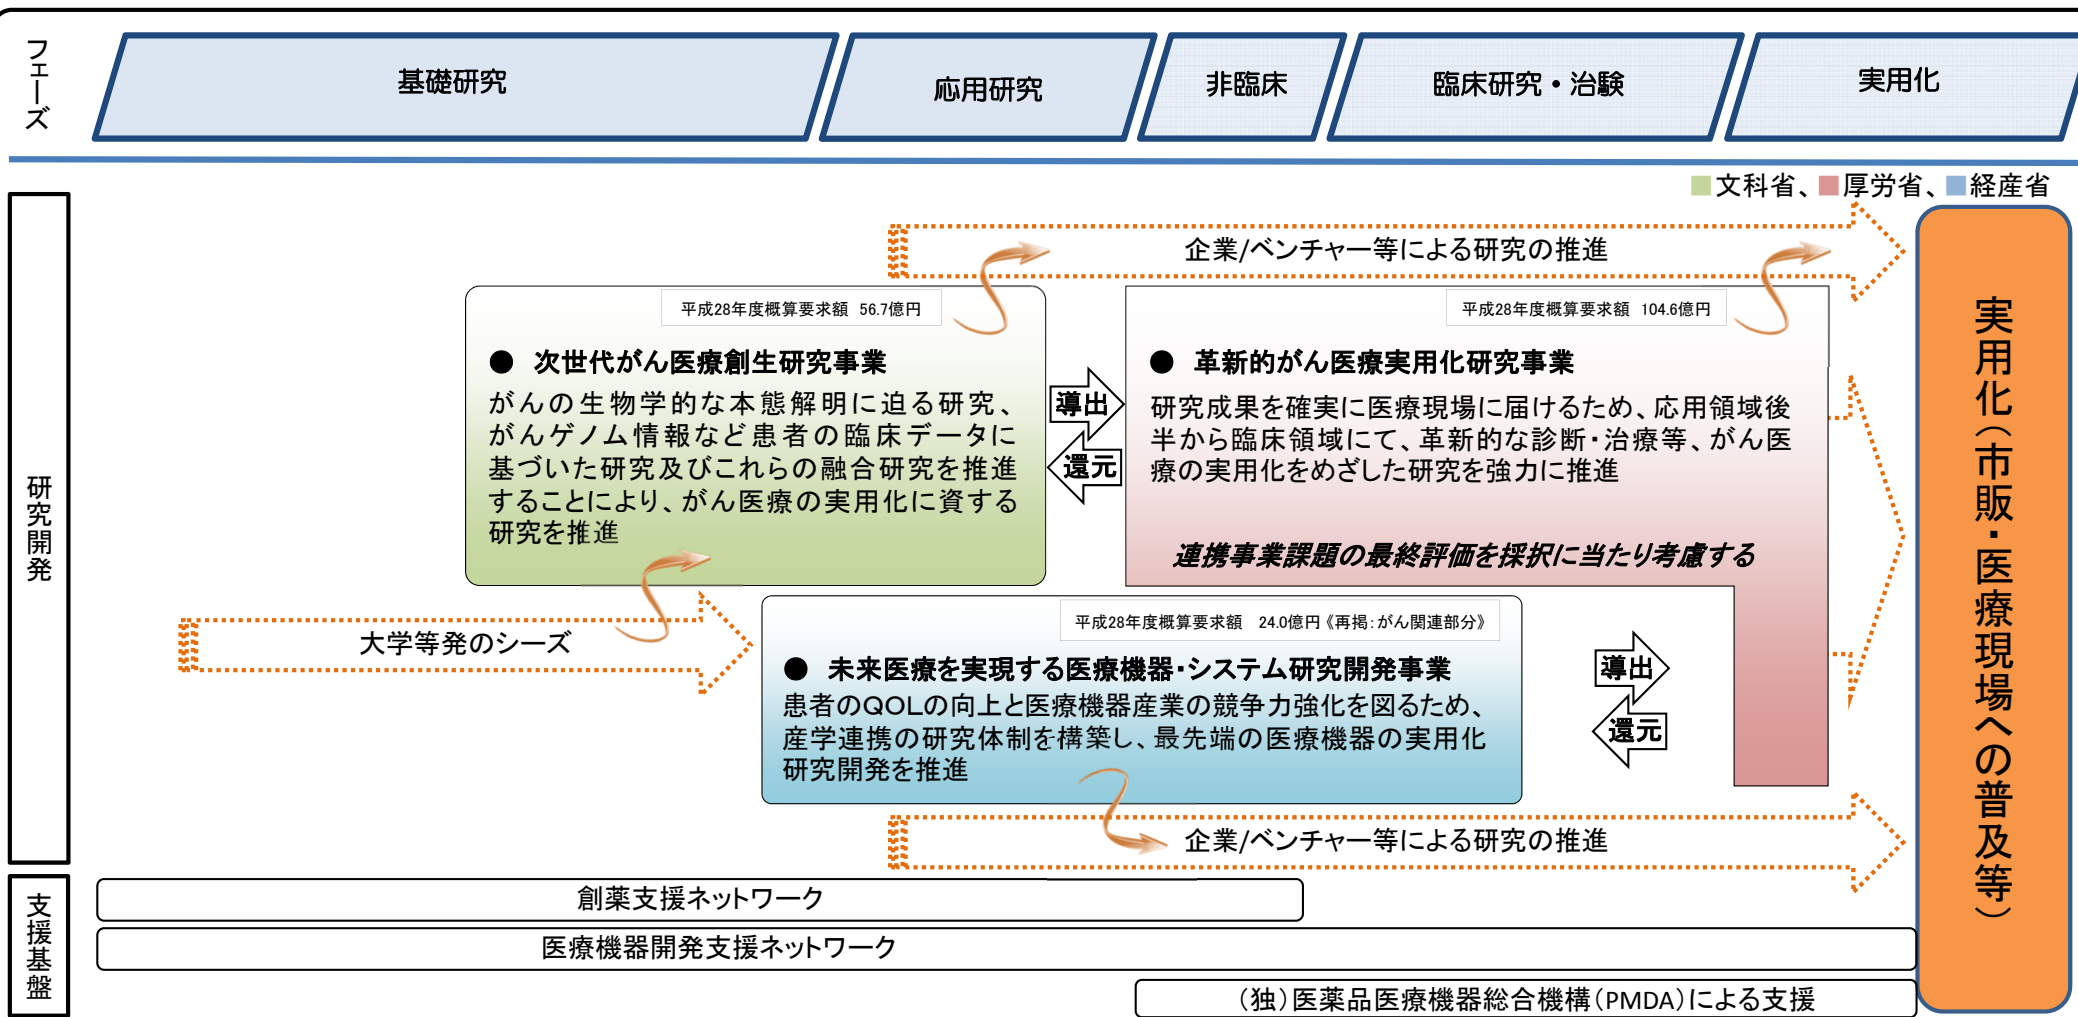 フェーズ
基礎研究
応用研究
非臨床
臨床研究・治験
実用化
■文科省、■厚労省、■経産省
研究開発
企業/ベンチャー等による研究の推進
平成28年度概算要求額 56.7億円
● 次世代がん医療創生研究事業
がんの生物学的な本態解明に迫る研究、
がんゲノム情報など患者の臨床データに
基づいた研究及びこれらの融合研究を推進
することにより、がん医療の実用化に資する
研究を推進
導出
還元
平成28年度概算要求額 104.6億円
● 革新的がん医療実用化研究事業
研究成果を確実に医療現場に届けるため、応用領域後
半から臨床領域にて、革新的な診断・治療等、がん医
療の実用化をめざした研究を強力に推進
連携事業課題の最終評価を採択に当たり考慮する
大学等発のシーズ
平成28年度概算要求額 24.0億円《再掲：がん関連部分》
● 未来医療を実現する医療機器・システム研究開発事業
患者のQOLの向上と医療機器産業の競争力強化を図るため、
産学連携の研究体制を構築し、最先端の医療機器の実用化
研究開発を推進
導出
還元
企業/ベンチャー等による研究の推進
実用化（市販・医療現場への普及等）
支援基盤
創薬支援ネットワーク
医療機器開発支援ネットワーク
（独）医薬品医療機器総合機構（PMDA）による支援